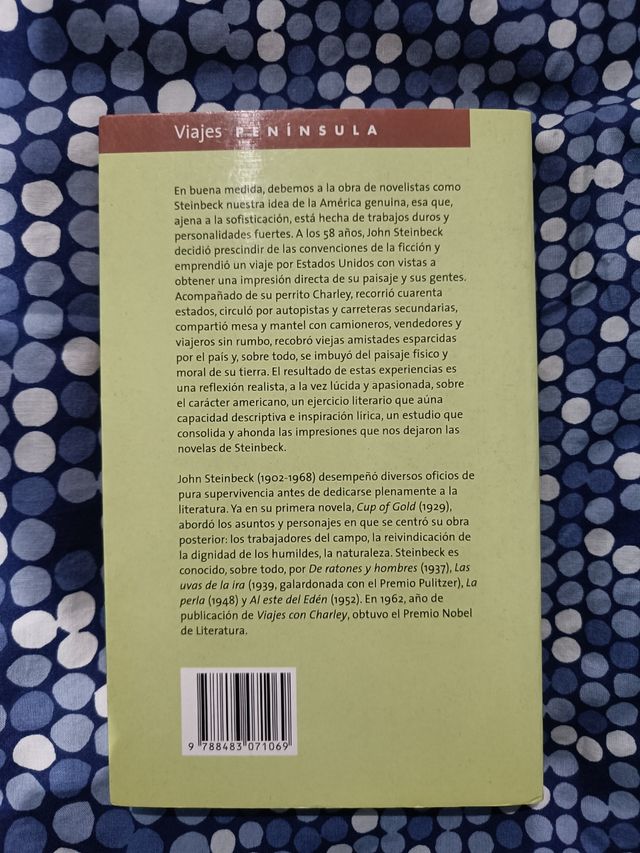 Viajes PENÍNSULA
En buena medida, debemos a la obra de novelistas como
Steinbeck nuestra idea de la América genuina, esa que,
ajena a la sofisticación, está hecha de trabajos duros y
personalidades fuertes. A los 58 años, John Steinbeck
decidió prescindir de las convenciones de la ficción y
emprendió un viaje por Estados Unidos con vistas a
obtener una impresión directa de su paisaje y sus gentes.
Acompañado de su perrito Charley, recorrió cuarenta
estados, circuló por autopistas y carreteras secundarias,
compartió mesa y mantel con camioneros, vendedores y
viajeros sin rumbo, recobró viejas amistades esparcidas
por el país y, sobre todo, se imbuyó del paisaje físico y
moral de su tierra. El resultado de estas experiencias es
una reflexión realista, a la vez lúcida y apasionada, sobre
el carácter americano, un ejercicio literario que aúna
capacidad descriptiva e inspiración lírica, un estudio que
consolida y ahonda las impresiones que nos dejaron las
novelas de Steinbeck.
John Steinbeck (1902-1968) desempeñó diversos oficios de
pura supervivencia antes de dedicarse plenamente a la
literatura. Ya en su primera novela, Cup of Gold (1929),
abordó los asuntos y personajes en que se centró su obra
posterior: los trabajadores del campo, la reivindicación de
la dignidad de los humildes, la naturaleza. Steinbeck es
conocido, sobre todo, por De ratones y hombres (1937), Las
uvas de la ira (1939, galardonada con el Premio Pulitzer), La
perla (1948) y Al este del Edén (1952). En 1962, año de
publicación de Viajes con Charley, obtuvo el Premio Nobel
de Literatura.
9 788483 071069